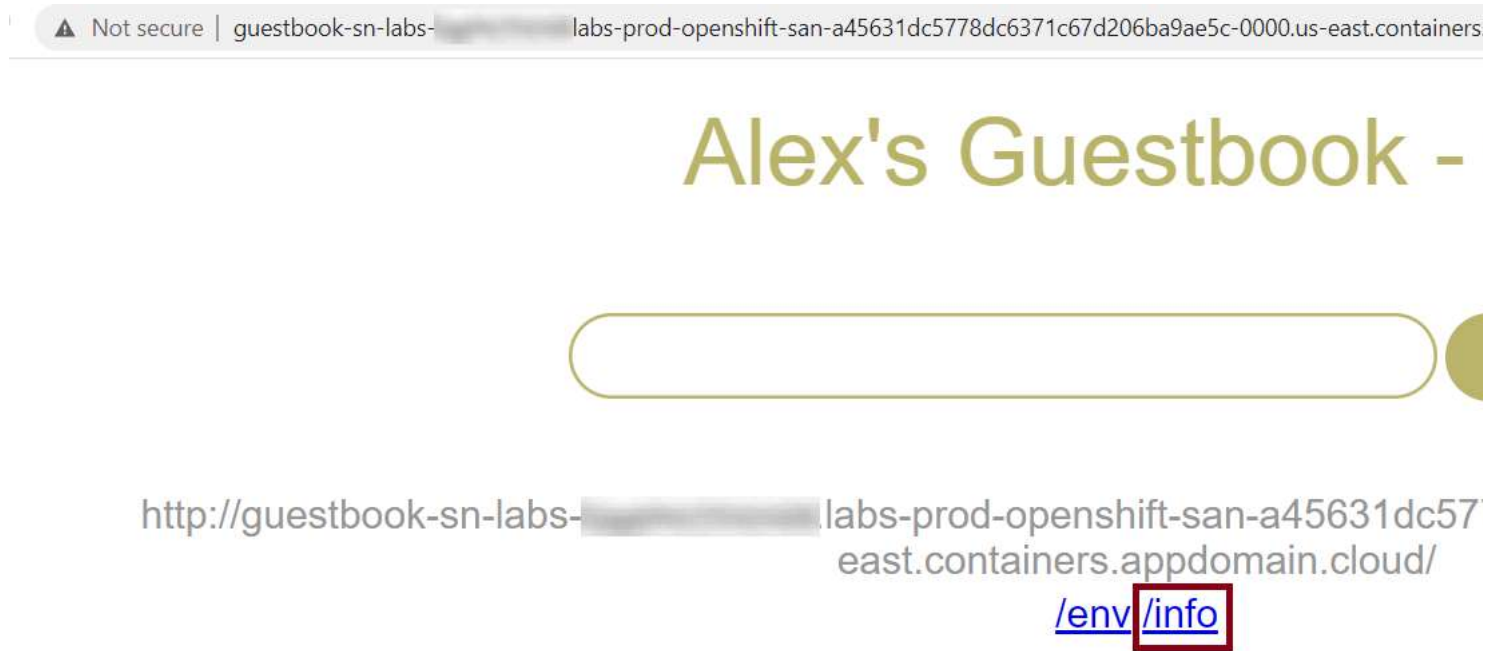 Not secure | guestbook-sn-labs- labs-prod-openshift-san-a45631dc5778dc6371c67d206ba9ae5c-0000.us-east.containers.
Alex's Guestbook -
http://guestbook-sn-labs- .labs-prod-openshift-san-a45631dc57
east.containers.appdomain.cloud/
/env /info